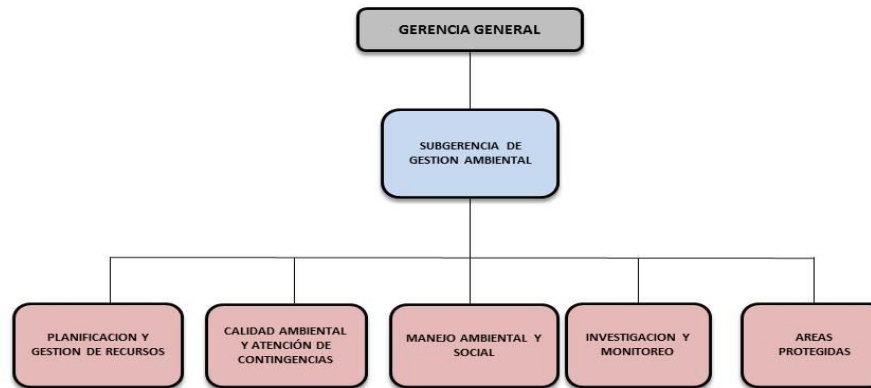 GERENCIA GENERAL
SUBGERENCIA DE
GESTION AMBIENTAL
PLANIFICACION Y
GESTION DE RECURSOS
CALIDAD AMBIENTAL
Y ATENCIÓN DE
CONTINGENCIAS
MANEJO AMBIENTAL Y
SOCIAL
INVESTIGACION Y
MONITOREO
AREAS
PROTEGIDAS